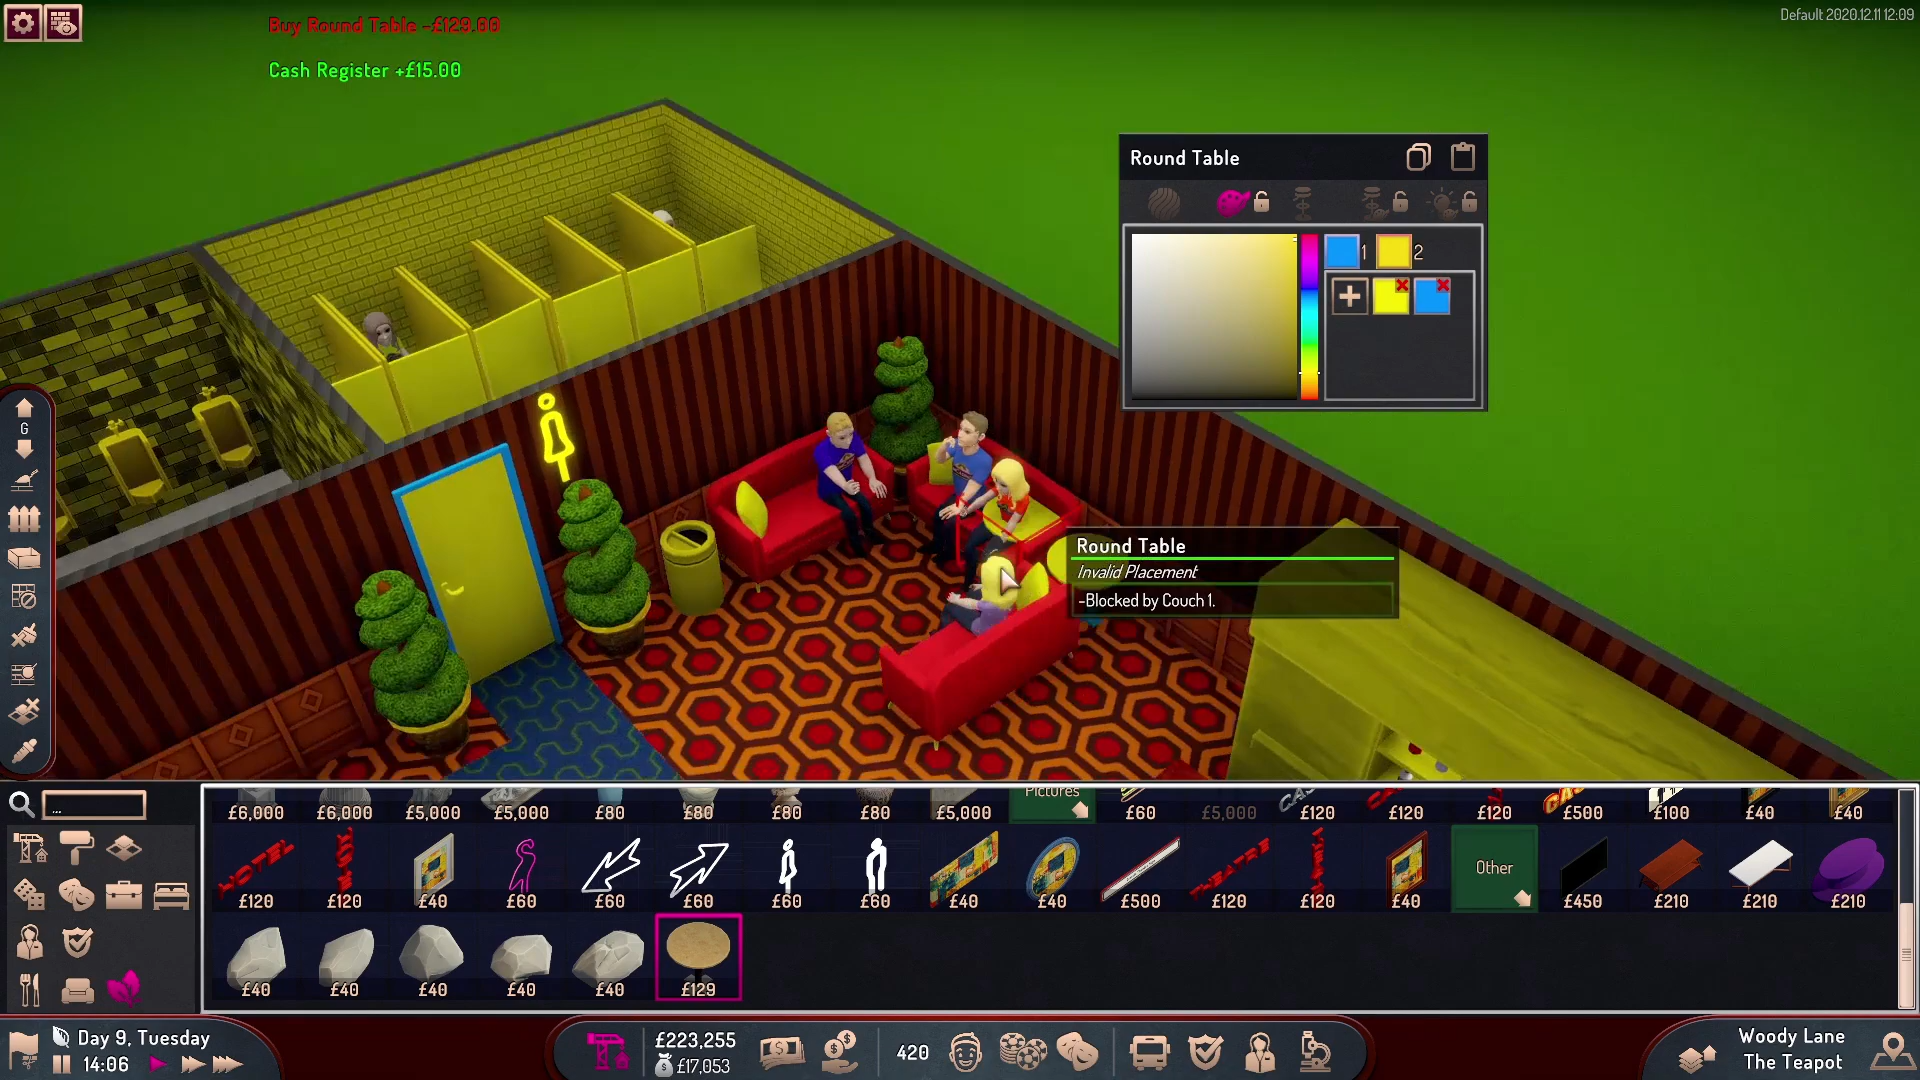 Buy Round Table -£129.00
Default 2020.12.11 12:09
Cash Register +£15.00
Round Table
1
2
G
Round Table
Invalid Placement
-Blocked by Couch 1.
...
£6,000 £6,000 £5,000 £5,000 £80 £80 £80 £80 £5,000 Pictures £60 £5,000 £120 £120 £120 £500 £100 £40 £40
HOTEL
THEATRE
Other
£120 £120 £40 £60 £60 £60 £60 £60 £40 £40 £500 £120 £120 £40 £450 £210 £210 £210
£40 £40 £40 £40 £40 £129
Day 9, Tuesday
14:06
£223,255
£17,053
420
Woody Lane
The Teapot